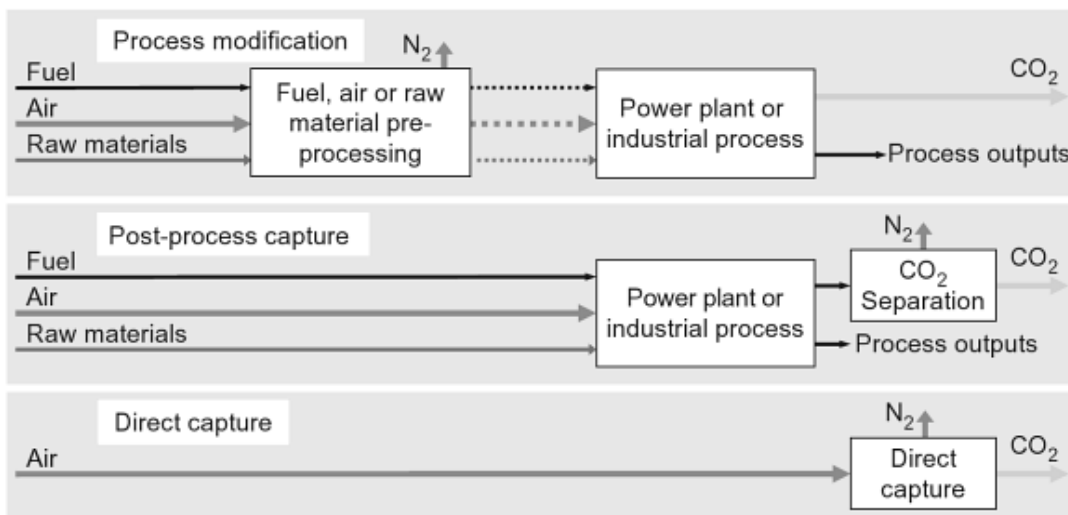 Process modification
N₂
Fuel
Air
Raw materials
Fuel, air or raw
material pre-
processing
Power plant or
industrial process
CO₂
Process outputs
Post-process capture
Fuel
Air
Raw materials
Power plant or
industrial process
N₂
CO₂
Separation
CO₂
Process outputs
Direct capture
Air
N₂
Direct
capture
CO₂